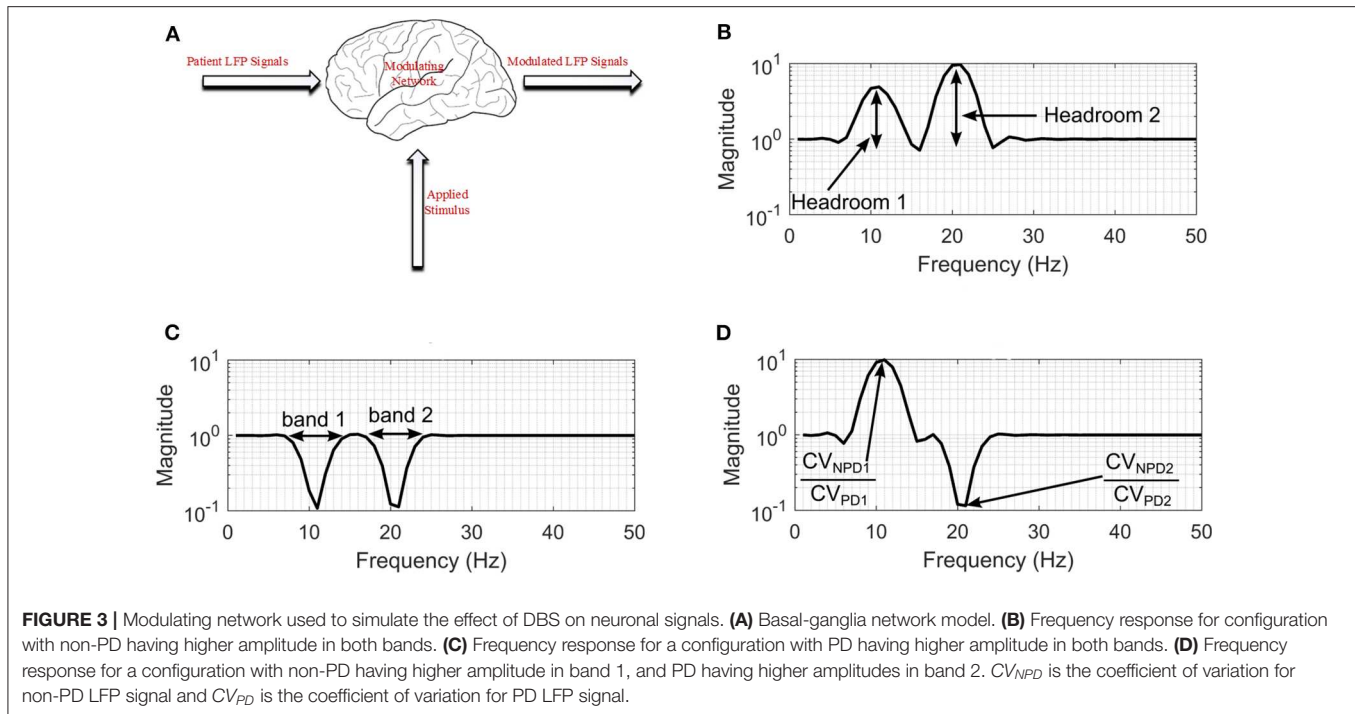 A
Patient LFP Signals
Modulating
Network
Modulated LFP Signals
Applied
Stimulus
B
Magnitude
10^1
10^0
10^-1
Headroom 1
Headroom 2
0 10 20 30 40 50
Frequency (Hz)
C
Magnitude
10^1
10^0
10^-1
band 1
band 2
0 10 20 30 40 50
Frequency (Hz)
D
Magnitude
10^1
10^0
10^-1
CV_NPD1
CV_PD1
CV_NPD2
CV_PD2
0 10 20 30 40 50
Frequency (Hz)
FIGURE 3 | Modulating network used to simulate the effect of DBS on neuronal signals. (A) Basal-ganglia network model. (B) Frequency response for configuration
with non-PD having higher amplitude in both bands. (C) Frequency response for a configuration with PD having higher amplitude in both bands. (D) Frequency
response for a configuration with non-PD having higher amplitude in band 1, and PD having higher amplitudes in band 2. CV_NPD is the coefficient of variation for
non-PD LFP signal and CV_PD is the coefficient of variation for PD LFP signal.